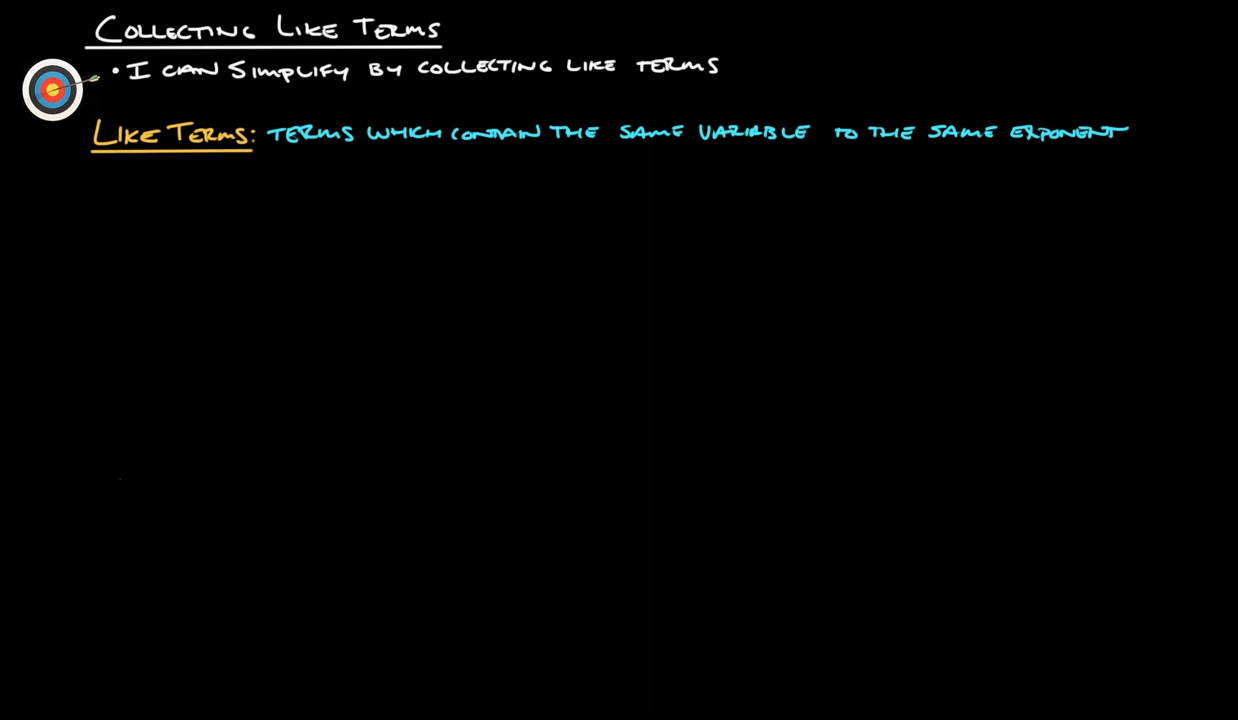 COLLECTING LIKE TERMS
• I CAN SIMPLIFY BY COLLECTING LIKE TERMS
LIKE TERMS: TERMS WHICH CONTAIN THE SAME VARIABLE TO THE SAME EXPONENT